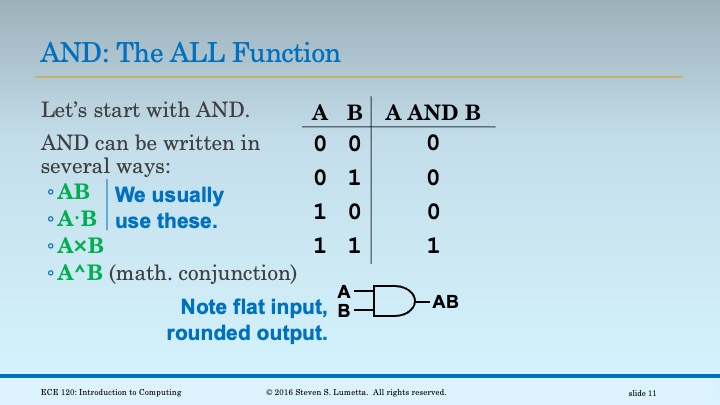 AND: The ALL Function
Let’s start with AND.
AND can be written in
several ways:
◦AB
◦A·B
◦A×B
◦A^B (math. conjunction)
We usually
use these.
A B A AND B
0 0 0
0 1 0
1 0 0
1 1 1
Note flat input,
rounded output.
A
B
AB
ECE 120: Introduction to Computing
© 2016 Steven S. Lumetta. All rights reserved.
slide 11